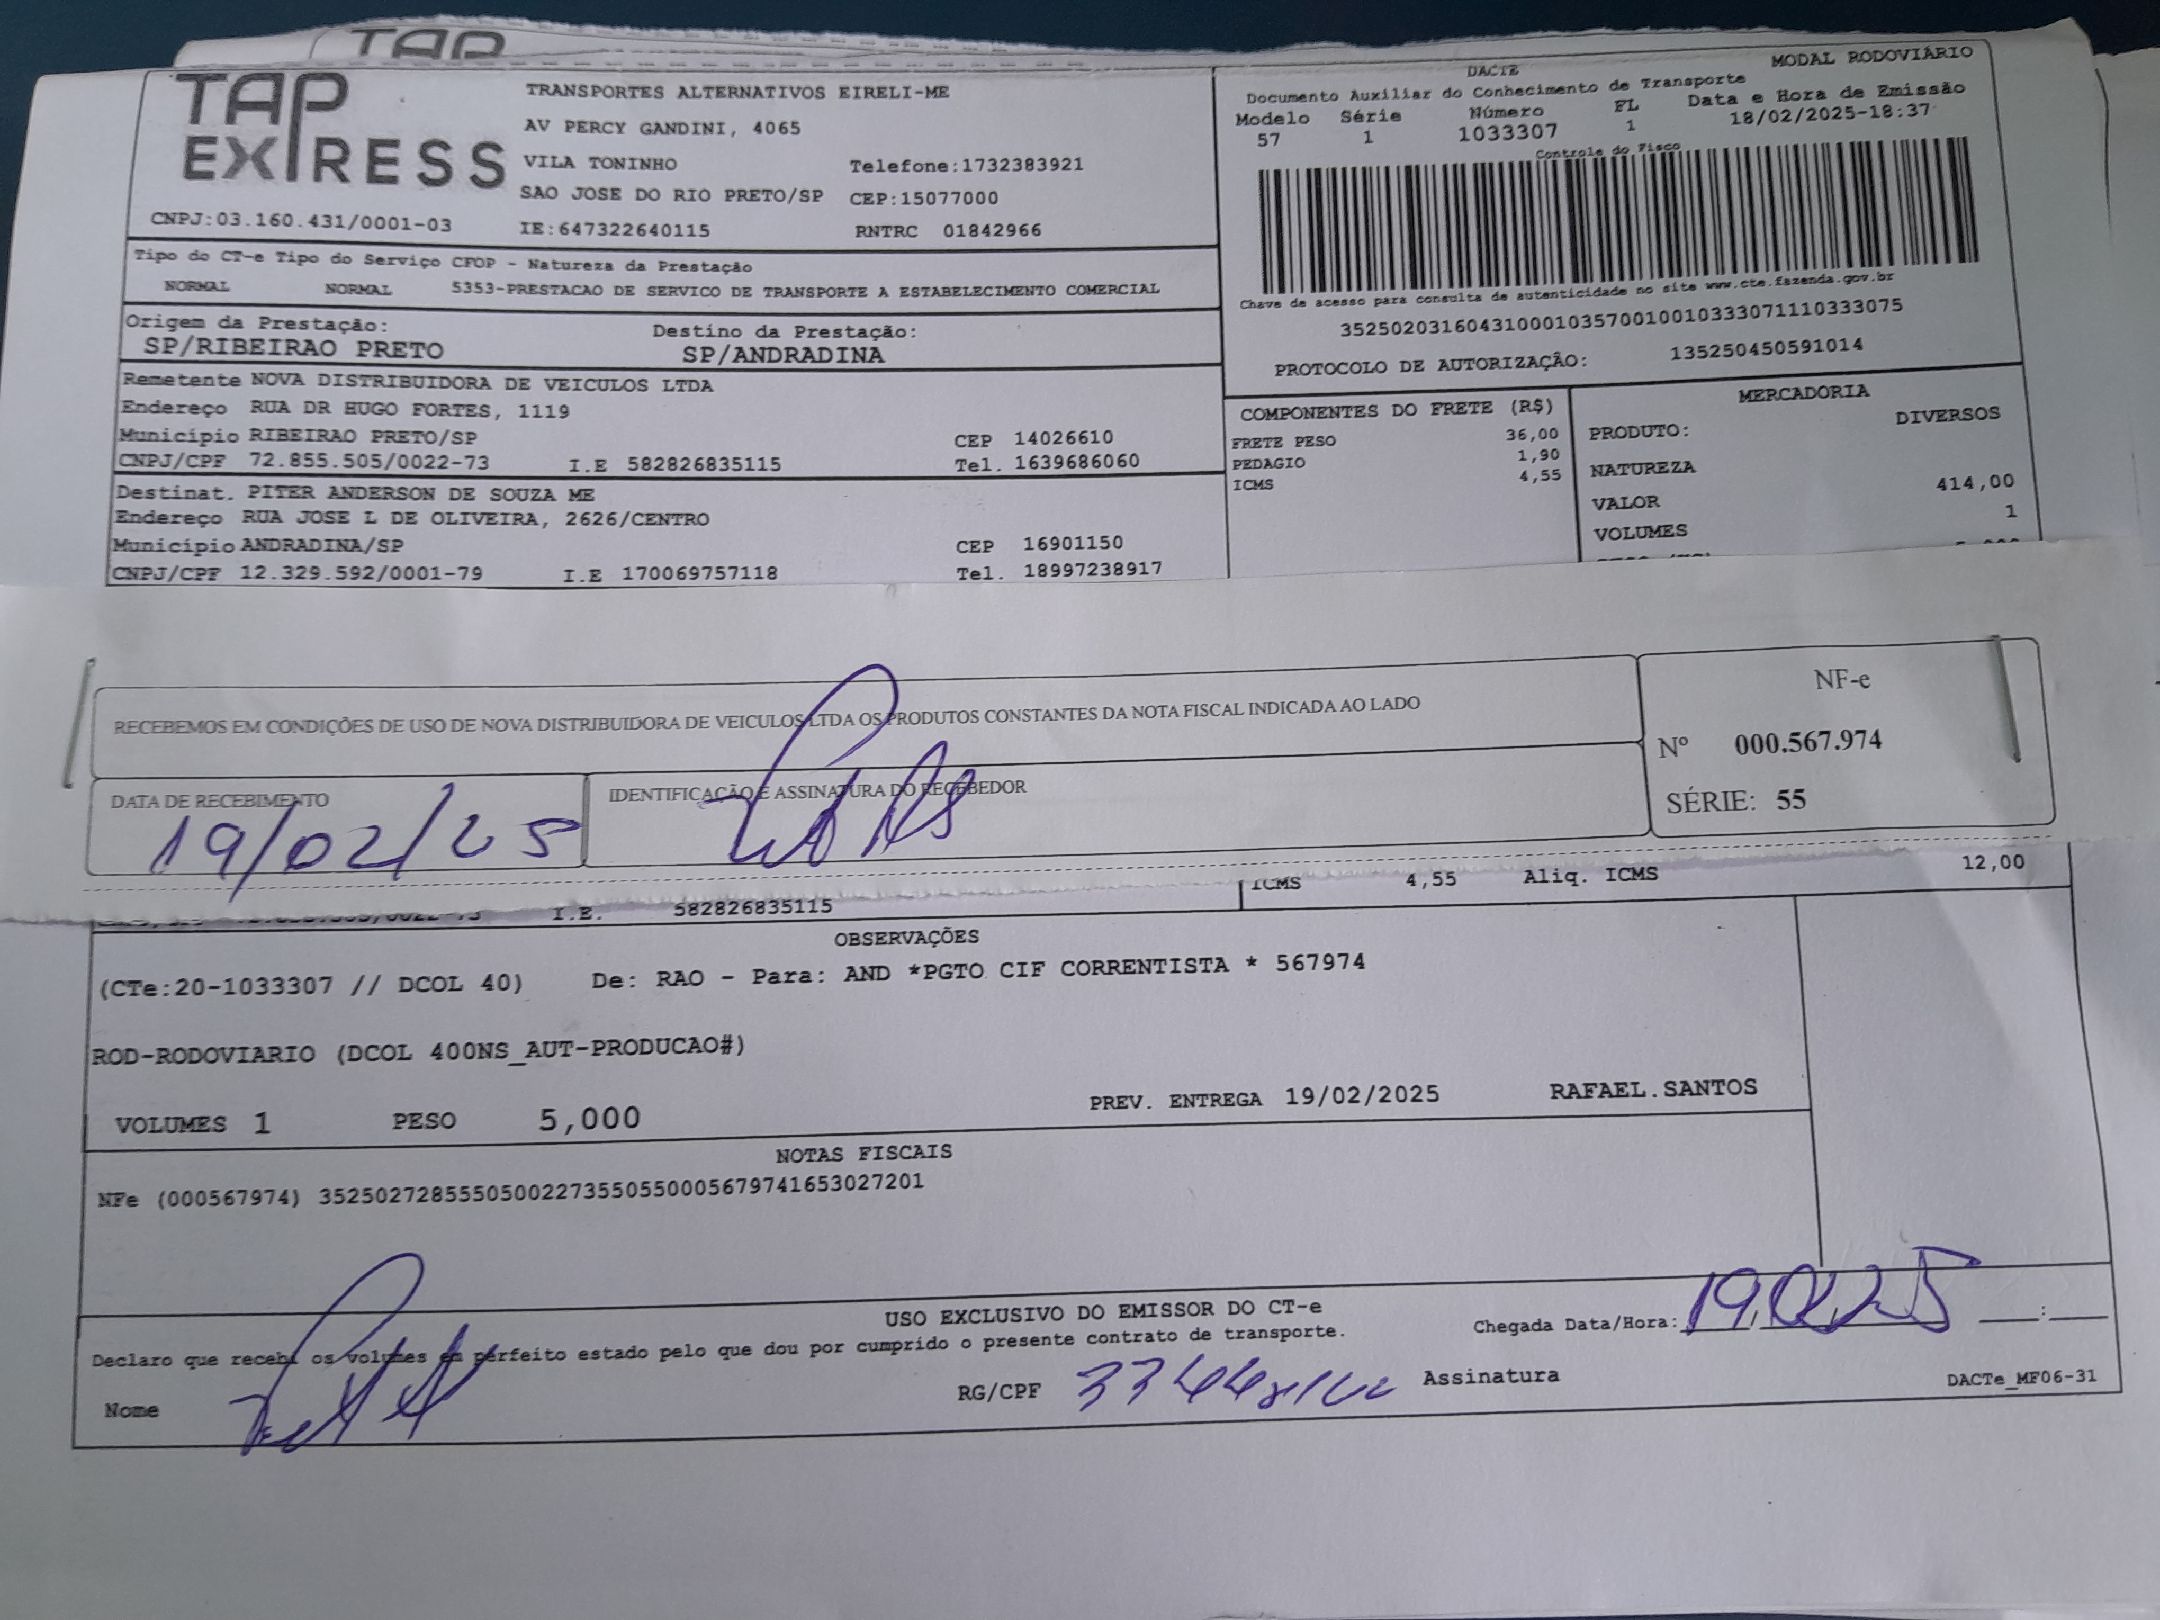 TAP
TAP EXPRESS
TRANSPORTES ALTERNATIVOS EIRELI-ME
AV PERCY GANDINI, 4065
VILA TONINHO Telefone:1732383921
SAO JOSE DO RIO PRETO/SP CEP:15077000
CNPJ:03.160.431/0001-03 IE:647322640115 RNTRC 01842966
DACTE MODAL RODOVIÁRIO
Documento Auxiliar do Conhecimento de Transporte
Modelo Série Número FL Data e Hora de Emissão
57 1 1033307 1 18/02/2025-18:37
Controle do Fisco
Chave de acesso para consulta de autenticidade no site www.cte.fazenda.gov.br
35250203160431000103570010010333071110333075
PROTOCOLO DE AUTORIZAÇÃO: 135250450591014
Tipo do CT-e Tipo do Serviço CFOP - Natureza da Prestação
NORMAL NORMAL 5353-PRESTACAO DE SERVICO DE TRANSPORTE A ESTABELECIMENTO COMERCIAL
Origem da Prestação: Destino da Prestação:
SP/RIBEIRAO PRETO SP/ANDRADINA
Remetente NOVA DISTRIBUIDORA DE VEICULOS LTDA
Endereço RUA DR HUGO FORTES, 1119
Município RIBEIRAO PRETO/SP CEP 14026610
CNPJ/CPF 72.855.505/0022-73 I.E 582826835115 Tel. 1639686060
Destinat. PITER ANDERSON DE SOUZA ME
Endereço RUA JOSE L DE OLIVEIRA, 2626/CENTRO
Município ANDRADINA/SP CEP 16901150
CNPJ/CPF 12.329.592/0001-79 I.E 170069757118 Tel. 18997238917
COMPONENTES DO FRETE (R$)
FRETE PESO 36,00
PEDAGIO 1,90
ICMS 4,55
MERCADORIA
PRODUTO: DIVERSOS
NATUREZA
VALOR 414,00
VOLUMES 1
RECEBEMOS EM CONDIÇÕES DE USO DE NOVA DISTRIBUIDORA DE VEICULOS LTDA OS PRODUTOS CONSTANTES DA NOTA FISCAL INDICADA AO LADO
DATA DE RECEBIMENTO IDENTIFICAÇÃO E ASSINATURA DO RECEBEDOR
19/02/25
NF-e
Nº 000.567.974
SÉRIE: 55
I.E. 582826835115 ICMS 4,55 Aliq. ICMS 12,00
OBSERVAÇÕES
(CTe:20-1033307 // DCOL 40) De: RAO - Para: AND *PGTO CIF CORRENTISTA * 567974
ROD-RODOVIARIO (DCOL 400NS_AUT-PRODUCAO#)
VOLUMES 1 PESO 5,000 PREV. ENTREGA 19/02/2025 RAFAEL.SANTOS
NOTAS FISCAIS
NFe (000567974) 35250272855505002273550550005679741653027201
USO EXCLUSIVO DO EMISSOR DO CT-e
Declaro que recebi os volumes em perfeito estado pelo que dou por cumprido o presente contrato de transporte.
Chegada Data/Hora: :
Nome RG/CPF Assinatura
DACTe_MF06-31